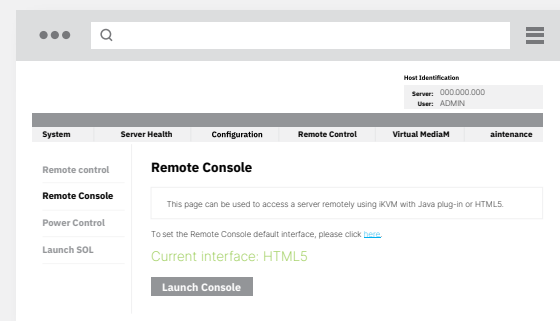 Host Identification
Server: 000.000.000
User: ADMIN
System Server Health Configuration Remote Control Virtual MediaM aintenance
Remote control
Remote Console
Power Control
Launch SOL
Remote Console
This page can be used to access a server remotely using iKVM with Java plug-in or HTML5.
To set the Remote Console default interface, please click here.
Current interface: HTML5
Launch Console